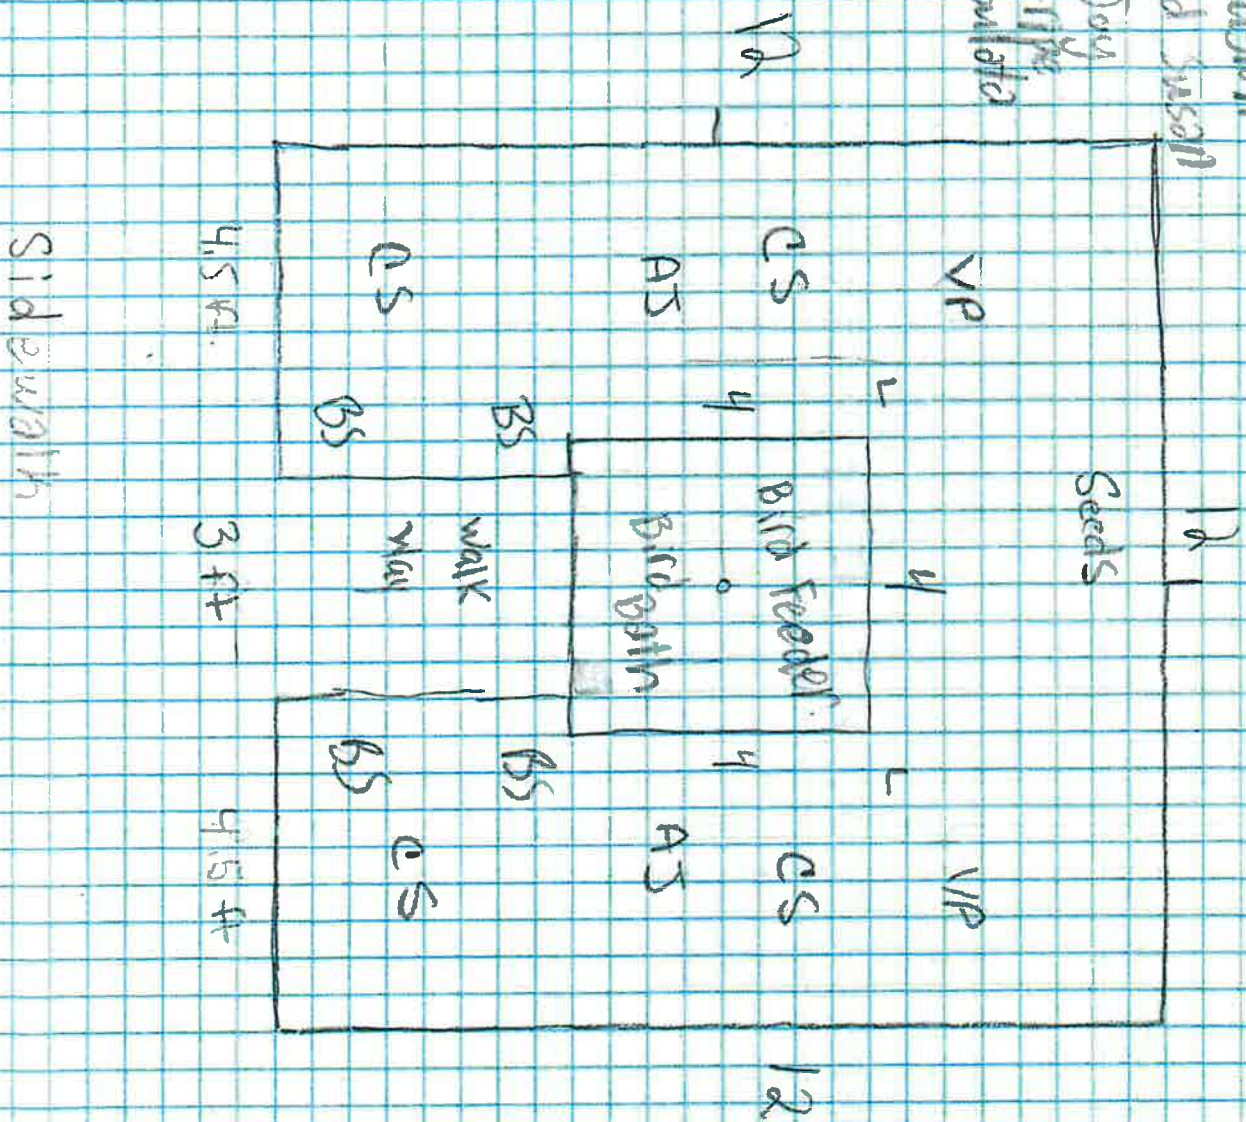 d Susan
12
Seeds
VP VP
L 4 L
CS Bird Feeder CS
12 4 4 12
AJ Bird Bath AJ
BS BS
Walk
CS Way CS
BS BS
4.5 ft. 3 ft 4.5 ft
Sidewalk